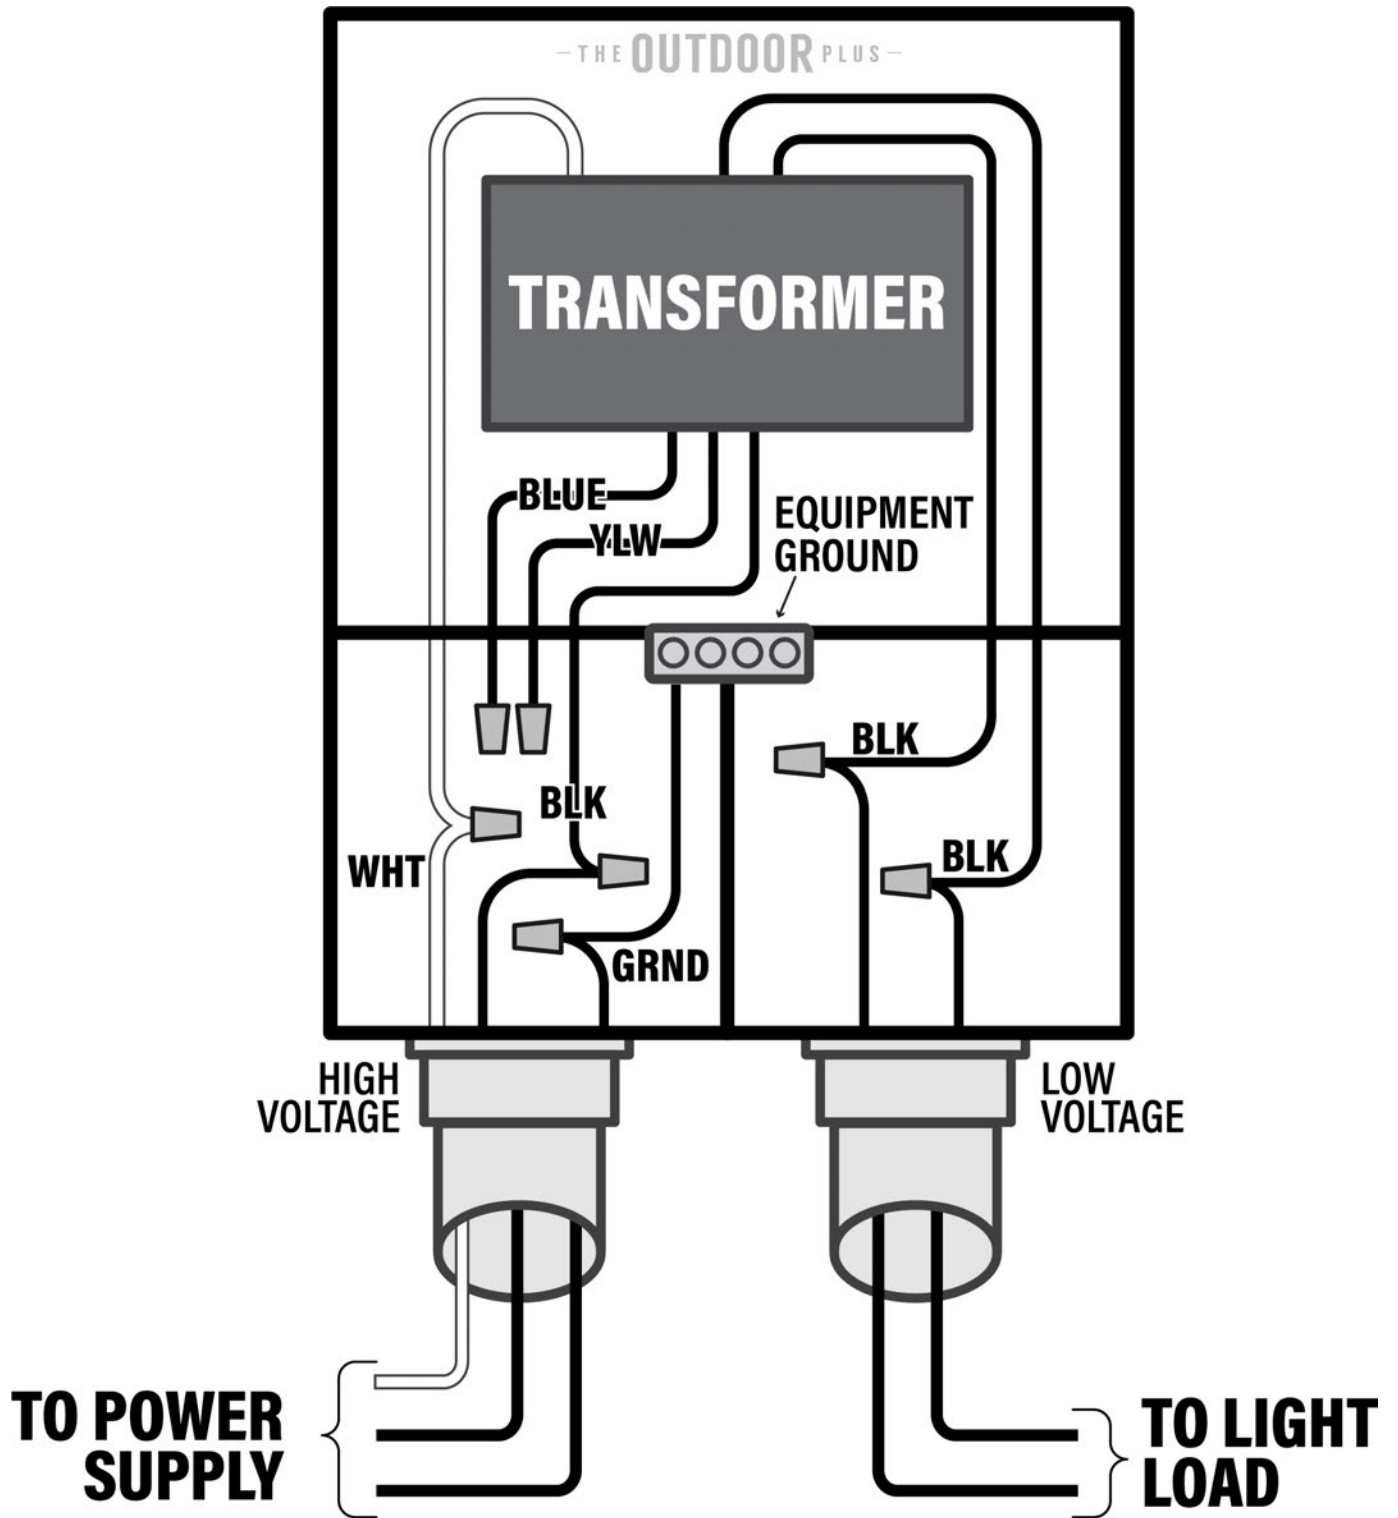 THE OUTDOOR PLUS
TRANSFORMER
BLUE
YLW
EQUIPMENT
GROUND
BLK
BLK
BLK
WHT
GRND
HIGH
VOLTAGE
LOW
VOLTAGE
TO POWER
SUPPLY
TO LIGHT
LOAD